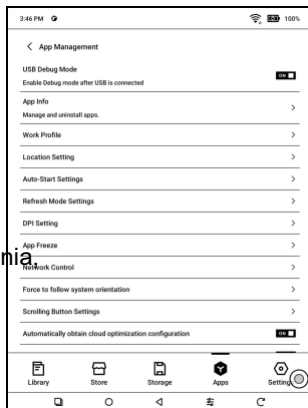 3:46 PM 100%
App Management
USB Debug Mode
ON
Enable Debug mode after USB is connected
App Info
Manage and uninstall apps.
Work Profile
Location Setting
Auto-Start Settings
Refresh Mode Settings
DPI Setting
App Freeze
nia,
Network Control
Force to follow system orientation
Scrolling Button Settings
Automatically obtain cloud optimization configuration
ON
Library Store Storage Apps Setting